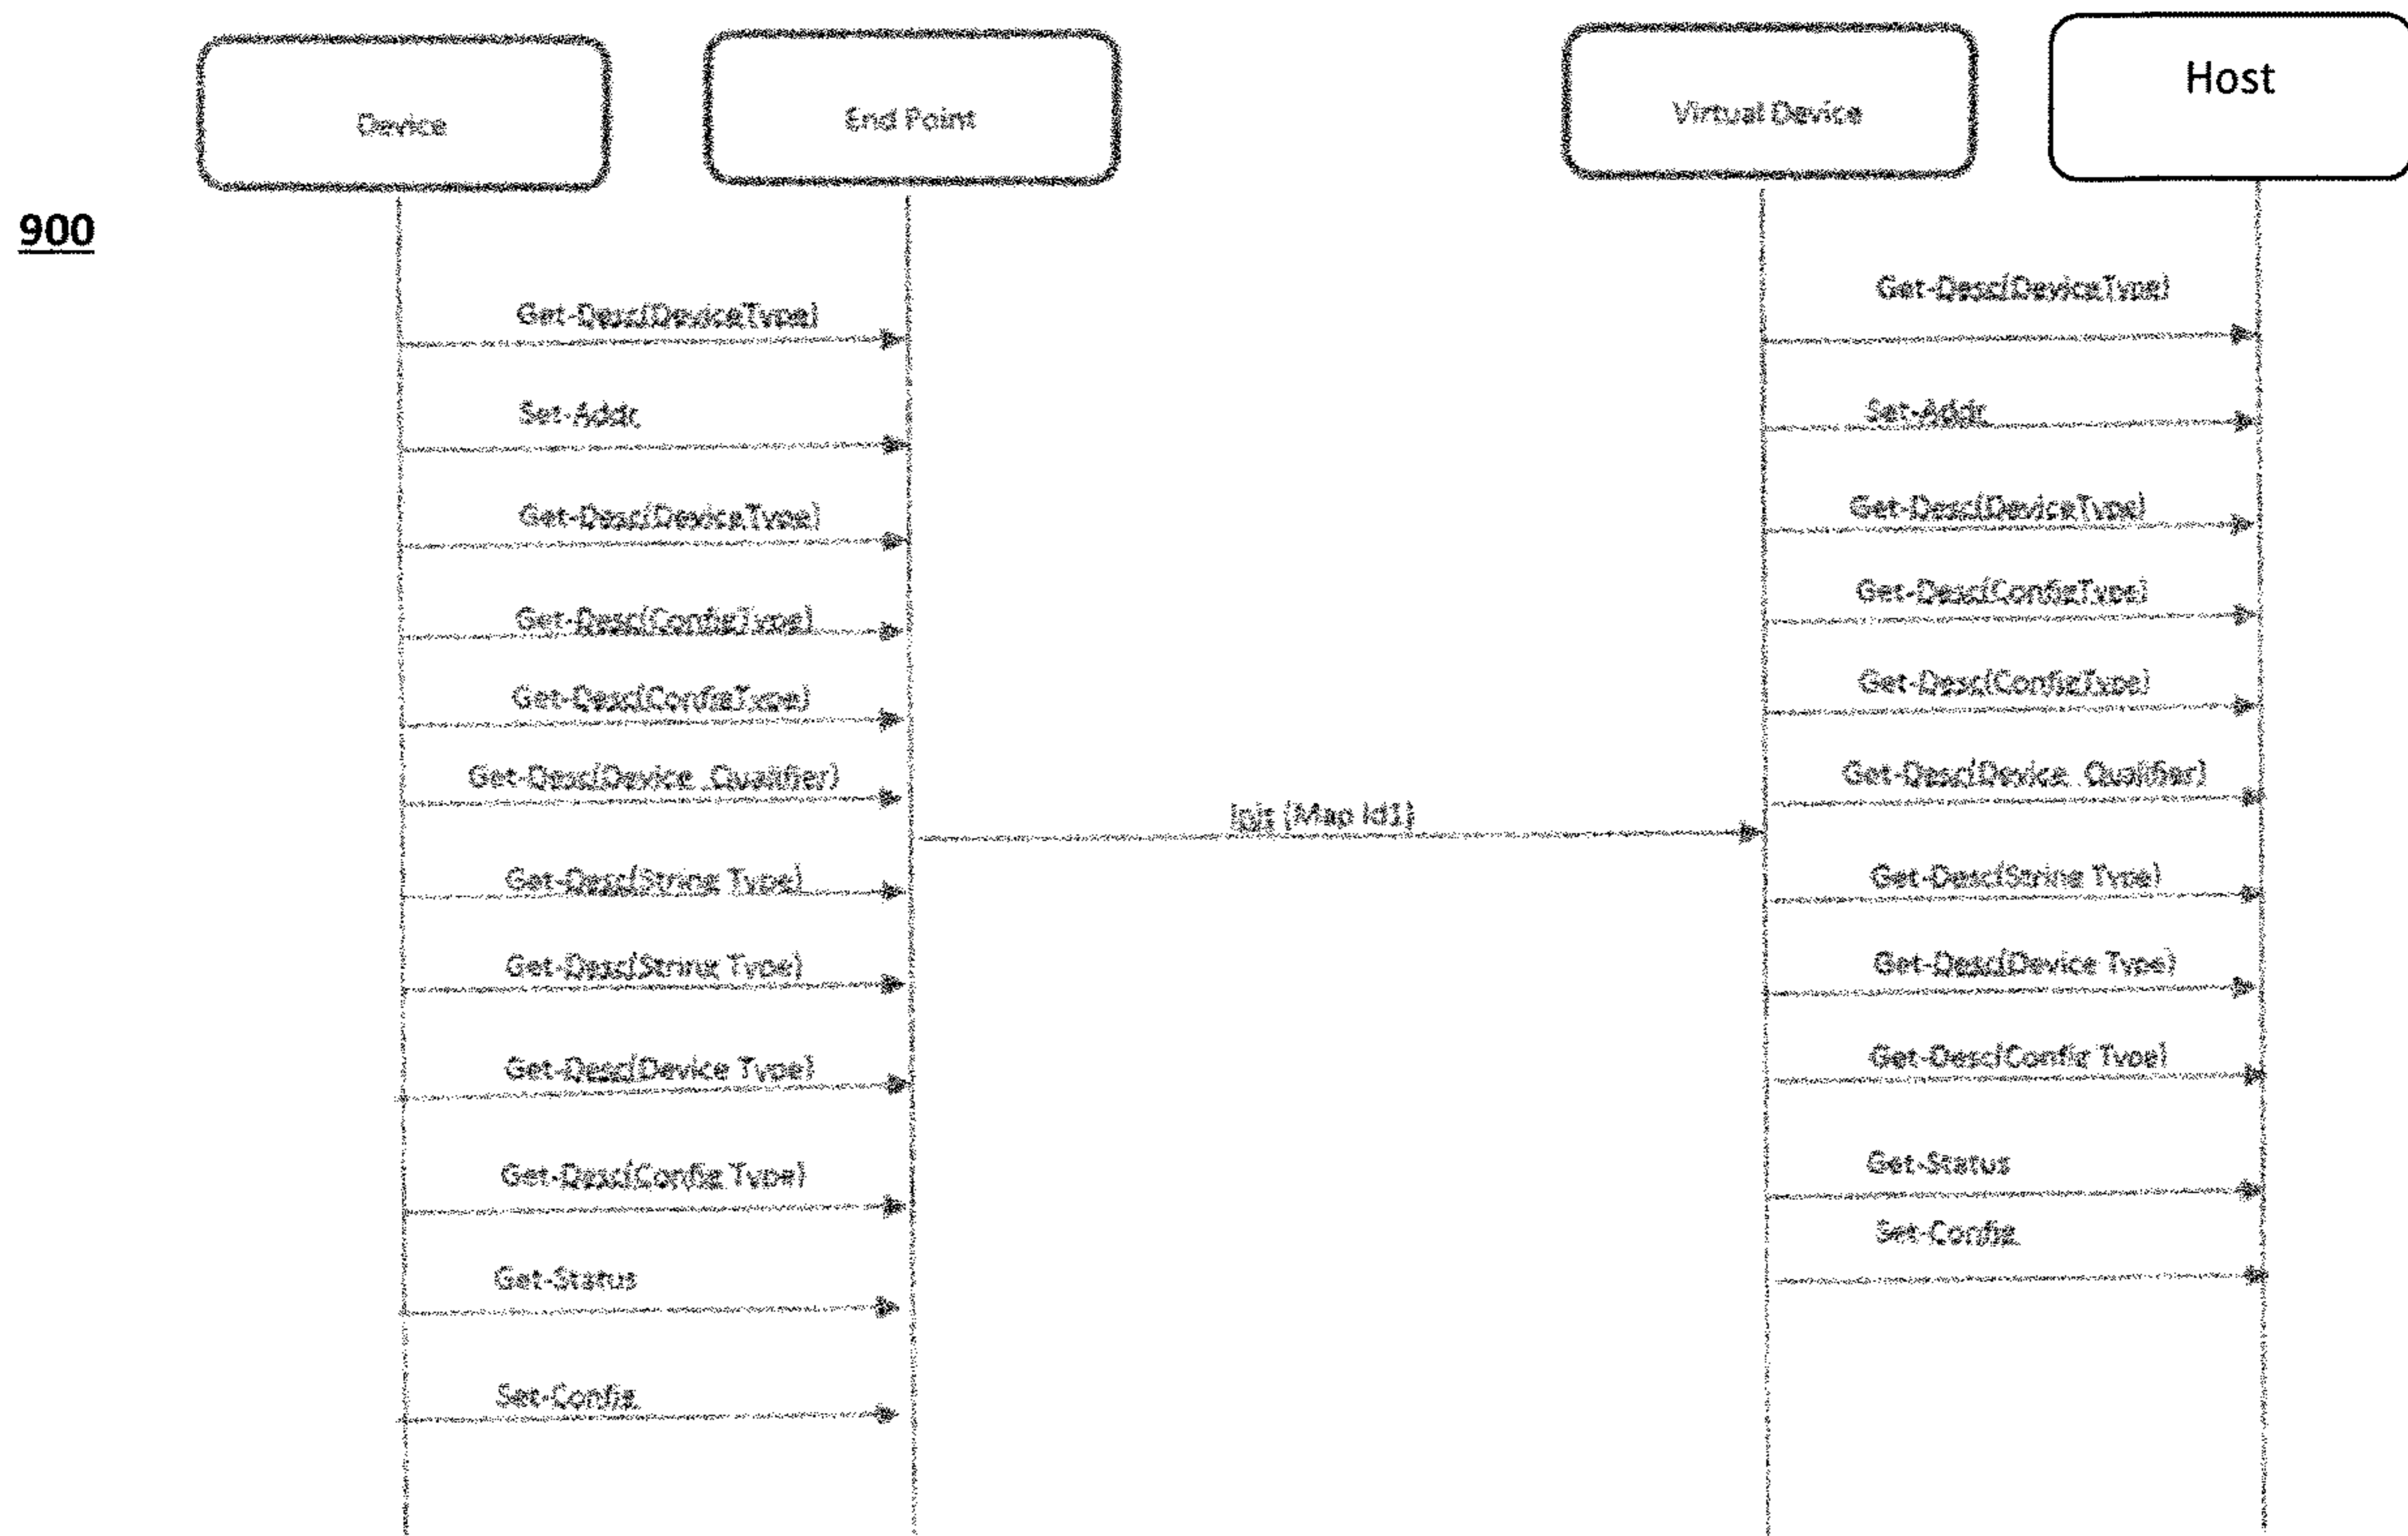 Device
End Point
Virtual Device
Host
900
Get-Desc(DeviceType)
Set-Addr
Get-Desc(DeviceType)
Get-Desc(ConfigType)
Get-Desc(ConfigType)
Get-Desc(Device_Qualifier)
Get-Desc(String Type)
Get-Desc(String Type)
Get-Desc(Device Type)
Get-Desc(Config Type)
Get-Status
Set-Config
Init (Map Id1)
Get-Desc(DeviceType)
Set-Addr
Get-Desc(DeviceType)
Get-Desc(ConfigType)
Get-Desc(ConfigType)
Get-Desc(Device_Qualifier)
Get-Desc(String Type)
Get-Desc(Device Type)
Get-Desc(Config Type)
Get-Status
Set-Config